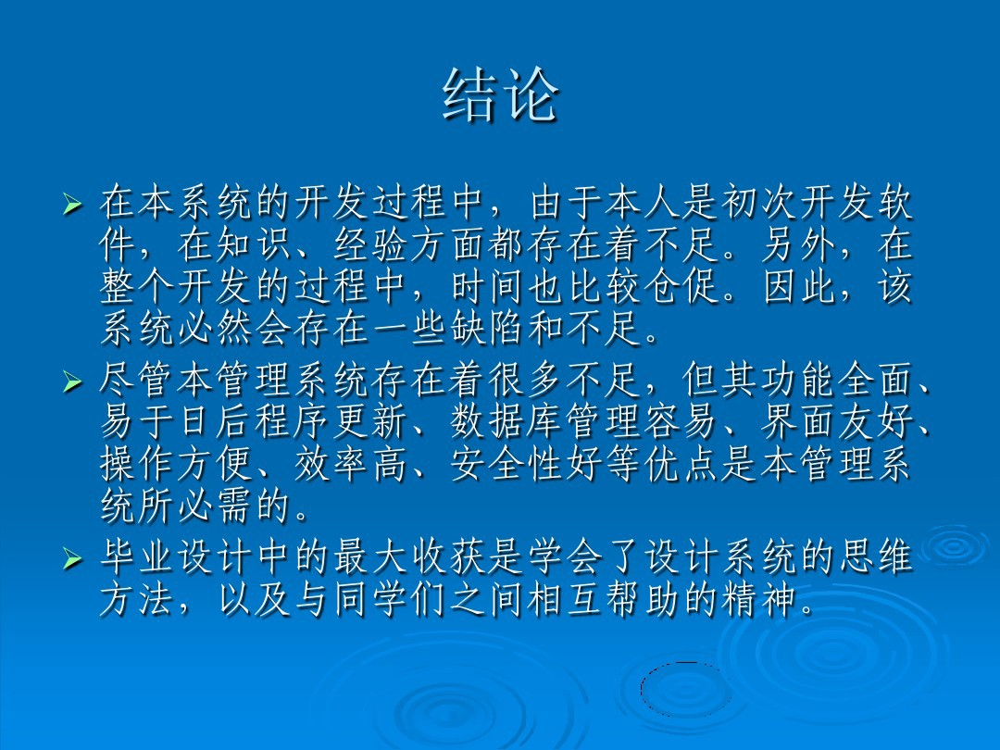 结论
在本系统的开发过程中，由于本人是初次开发软
件，在知识、经验方面都存在着不足。另外，在
整个开发的过程中，时间也比较仓促。因此，该
系统必然会存在一些缺陷和不足。
尽管本管理系统存在着很多不足，但其功能全面、
易于日后程序更新、数据库管理容易、界面友好、
操作方便、效率高、安全性好等优点是本管理系
统所必需的。
毕业设计中的最大收获是学会了设计系统的思维
方法，以及与同学们之间相互帮助的精神。